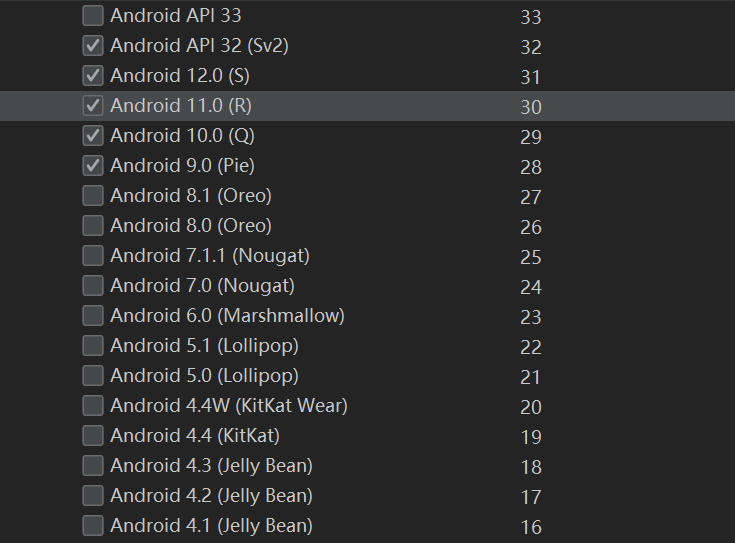 Android API 33 33
Android API 32 (Sv2) 32
Android 12.0 (S) 31
Android 11.0 (R) 30
Android 10.0 (Q) 29
Android 9.0 (Pie) 28
Android 8.1 (Oreo) 27
Android 8.0 (Oreo) 26
Android 7.1.1 (Nougat) 25
Android 7.0 (Nougat) 24
Android 6.0 (Marshmallow) 23
Android 5.1 (Lollipop) 22
Android 5.0 (Lollipop) 21
Android 4.4W (KitKat Wear) 20
Android 4.4 (KitKat) 19
Android 4.3 (Jelly Bean) 18
Android 4.2 (Jelly Bean) 17
Android 4.1 (Jelly Bean) 16